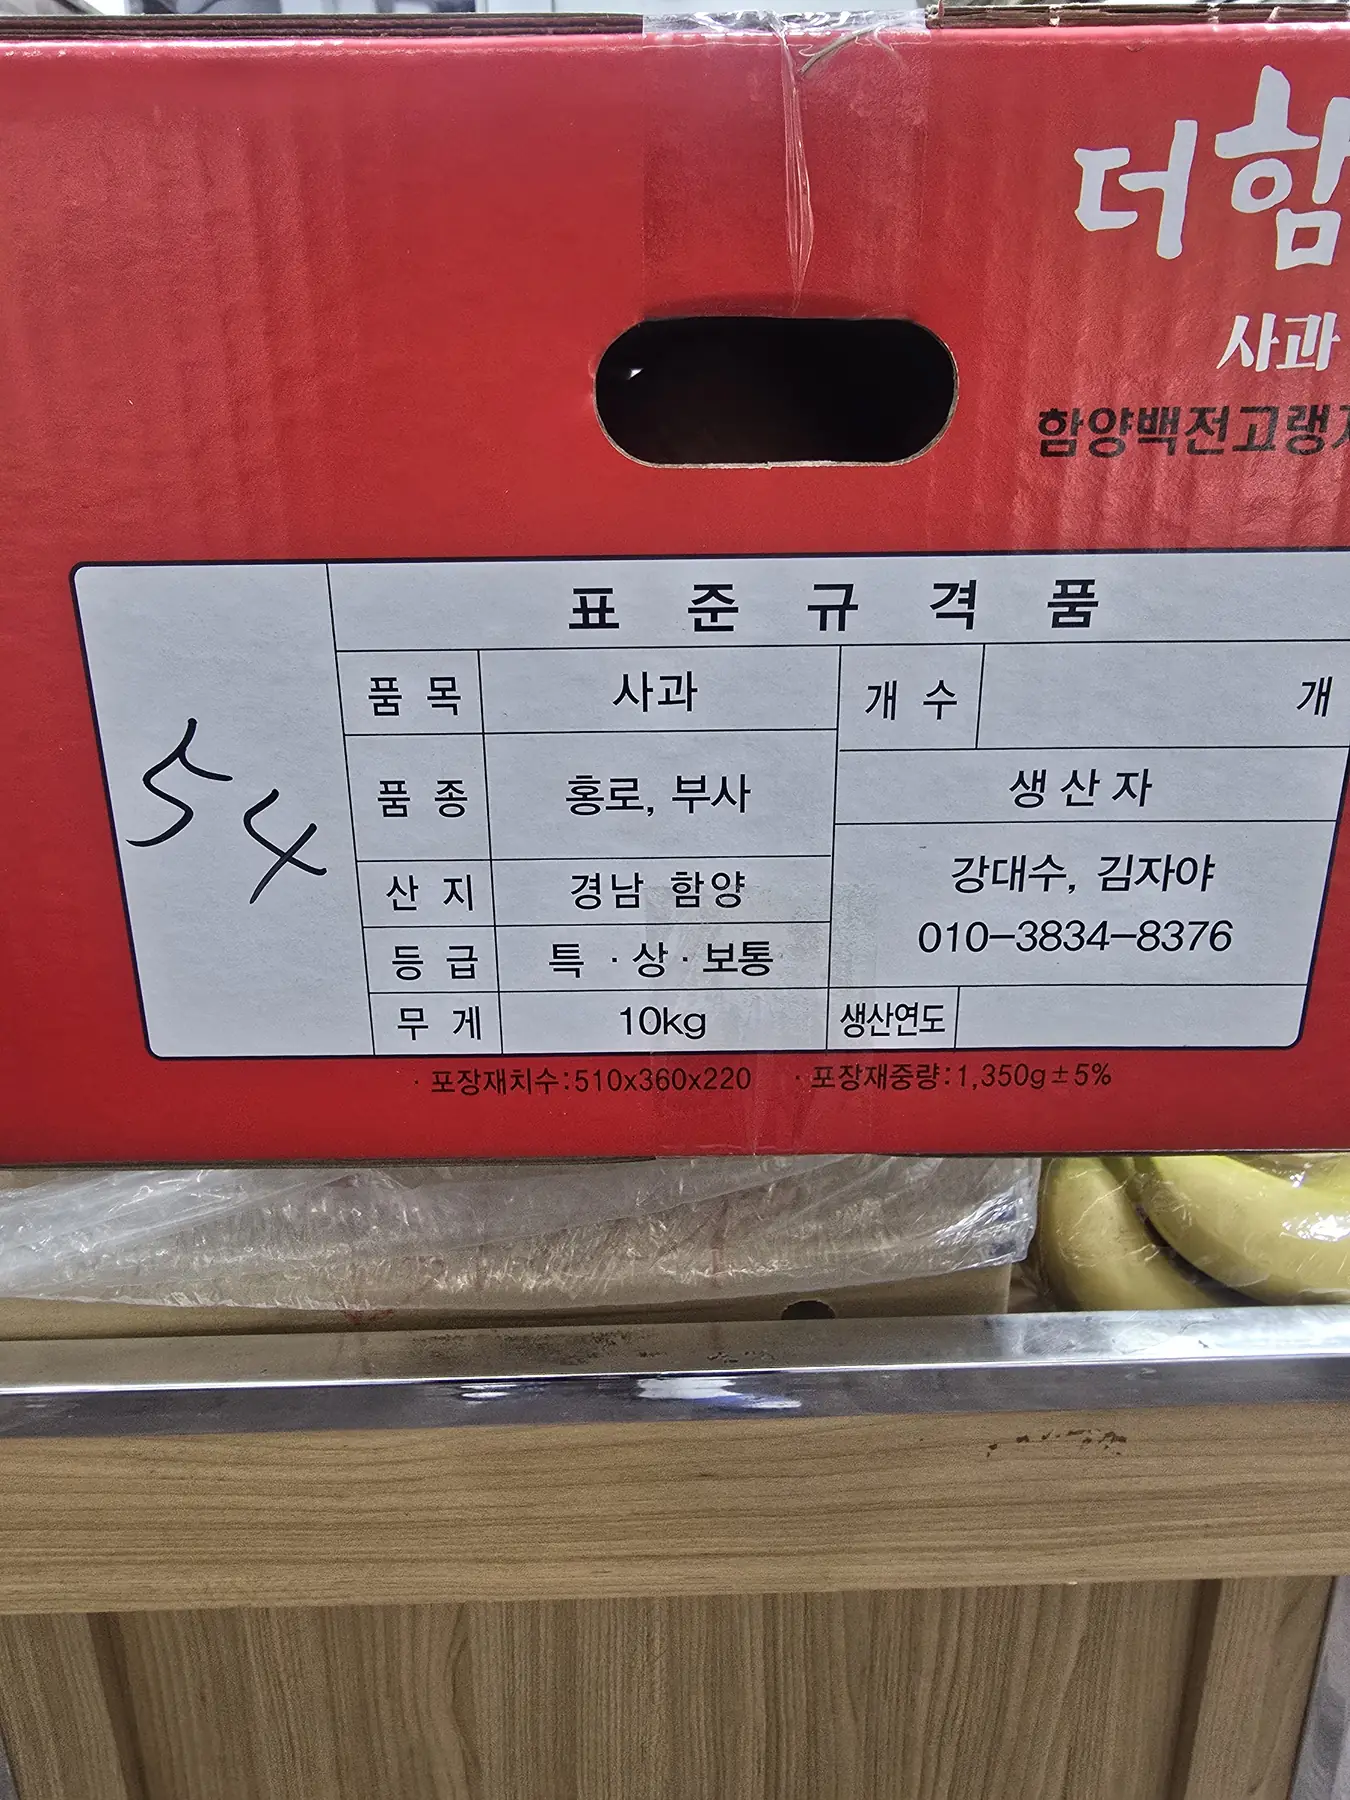 더함
사과
함양백전고랭지
54
표준규격품
품목 사과 개수 개
품종 홍로, 부사 생산자
산지 경남 함양 강대수, 김자야
010-3834-8376
등급 특 · 상 · 보통
무게 10kg 생산연도
· 포장재치수:510x360x220 · 포장재중량:1,350g±5%